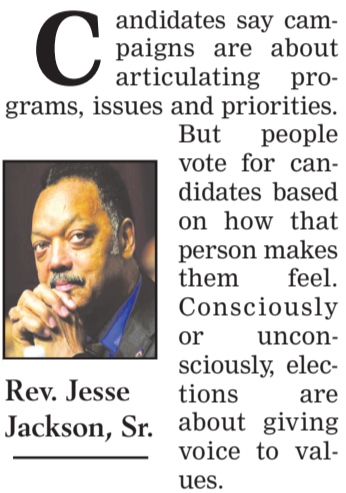 Candidates say cam-
paigns are about
articulating pro-
grams, issues and priorities.
But people
vote for can-
didates based
on how that
person makes
them feel.
Consciously
or uncon-
sciously, elec-
tions are
about giving
voice to val-
ues.
Rev. Jesse
Jackson, Sr.